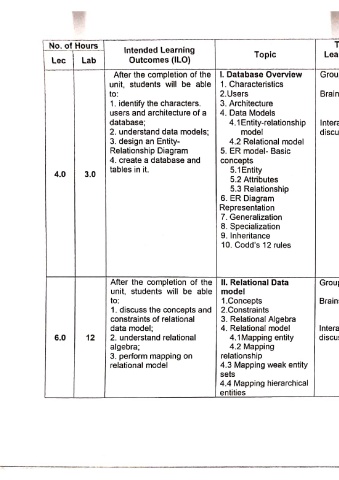 No. of Hours
Lec
Lab
Intended Learning
Outcomes (ILO)
Topic
T
Lea
4.0
3.0
After the completion of the
unit, students will be able
to:
1. identify the characters.
users and architecture of a
database;
2. understand data models;
3. design an Entity-
Relationship Diagram
4. create a database and
tables in it.
I. Database Overview
1. Characteristics
2.Users
3. Architecture
4. Data Models
4.1Entity-relationship
model
4.2 Relational model
5. ER model- Basic
concepts
5.1Entity
5.2 Attributes
5.3 Relationship
6. ER Diagram
Representation
7. Generalization
8. Specialization
9. Inheritance
10. Codd's 12 rules
Grou
Brain
Intera
discu
6.0
12
After the completion of the
unit, students will be able
to;
1. discuss the concepts and
constraints of relational
data model;
2. understand relational
algebra;
3. perform mapping on
relational model
II. Relational Data
model
1.Concepts
2.Constraints
3. Relational Algebra
4. Relational model
4.1Mapping entity
4.2 Mapping
relationship
4.3 Mapping weak entity
sets
4.4 Mapping hierarchical
entities
Group
Brains
Intera
discus